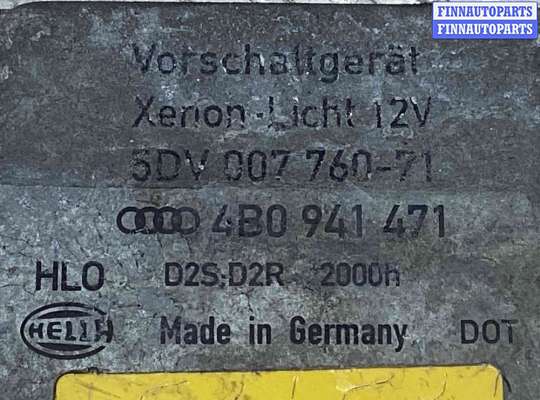 FINNAUTOPARTS
FINNAUTOPARTS
Vorschaltgerät
Xenon-Licht 12V
5DV 007 760-71
4B0 941 471
HLO D2S,D2R 2000h
HELLA Made in Germany DOT